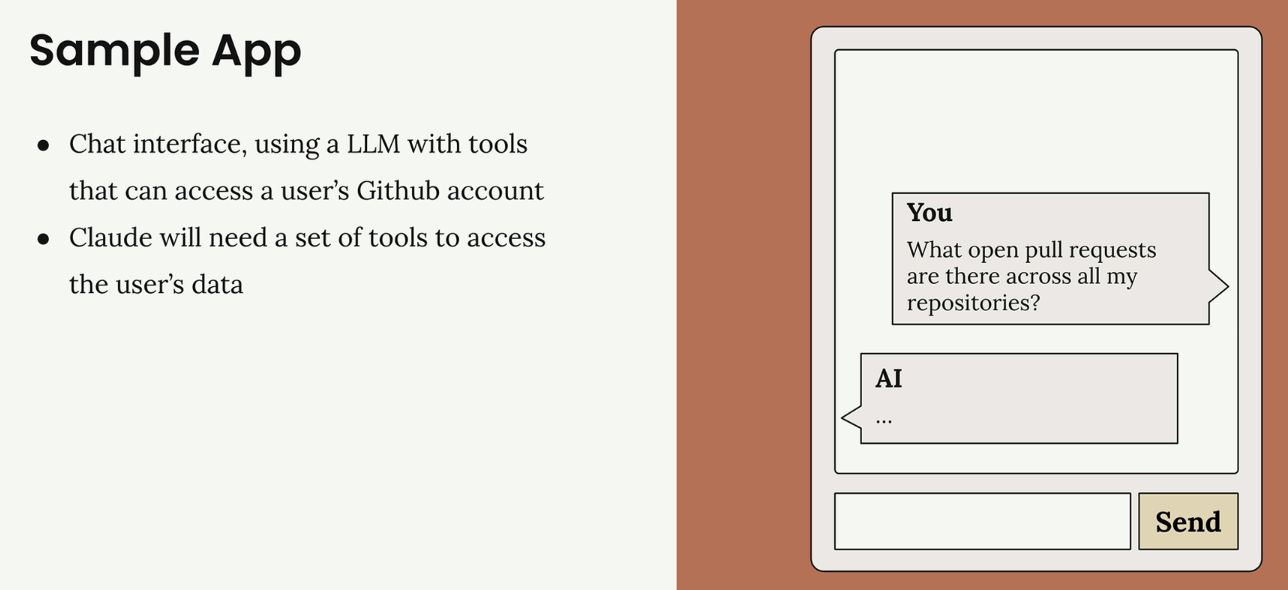 Sample App
● Chat interface, using a LLM with tools
that can access a user’s Github account
● Claude will need a set of tools to access
the user’s data
You
What open pull requests
are there across all my
repositories?
AI
...
Send